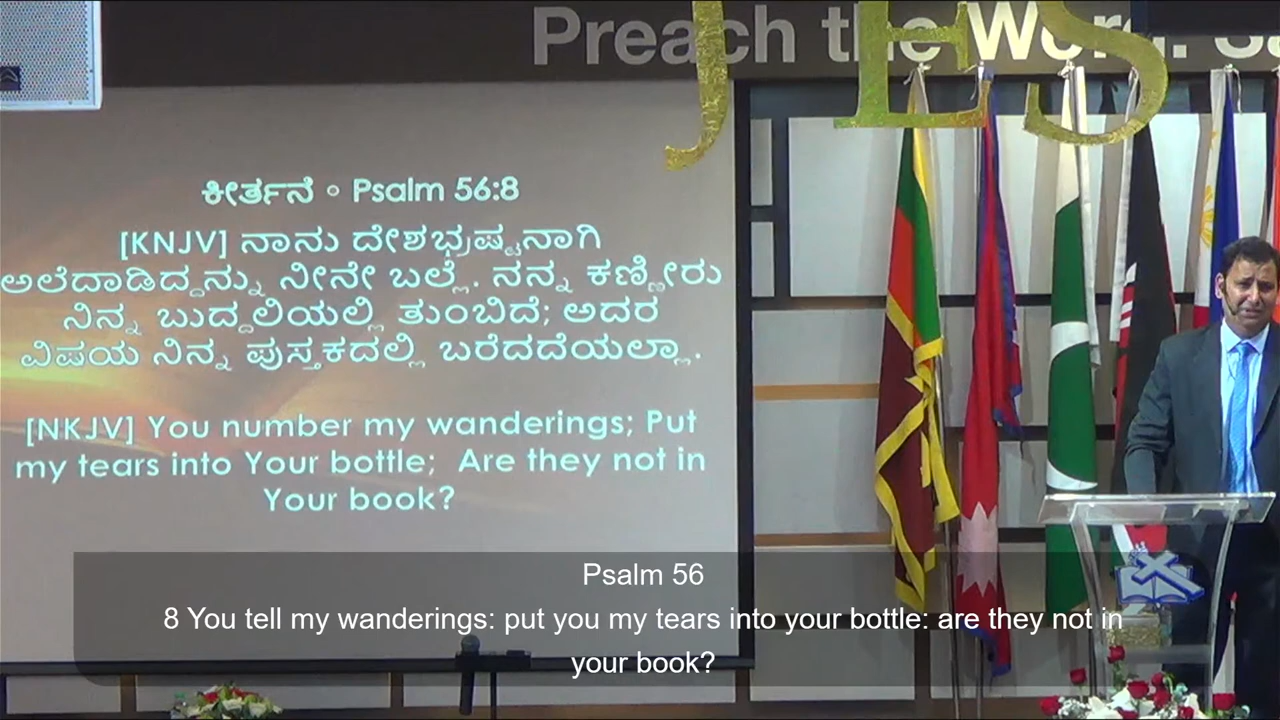 Preach the Word.
JES
ಕೀರ್ತನೆ ◦ Psalm 56:8
[KNJV] ನಾನು ದೇಶಭ್ರಷ್ಟನಾಗಿ
ಅಲೆದಾಡಿದ್ದನ್ನು ನೀನೇ ಬಲ್ಲೆ. ನನ್ನ ಕಣ್ಣೀರು
ನಿನ್ನ ಬುದ್ದಲಿಯಲ್ಲಿ ತುಂಬಿದೆ; ಅದರ
ವಿಷಯ ನಿನ್ನ ಪುಸ್ತಕದಲ್ಲಿ ಬರೆದದೆಯಲ್ಲಾ.
[NKJV] You number my wanderings; Put
my tears into Your bottle; Are they not in
Your book?
Psalm 56
8 You tell my wanderings: put you my tears into your bottle: are they not in
your book?